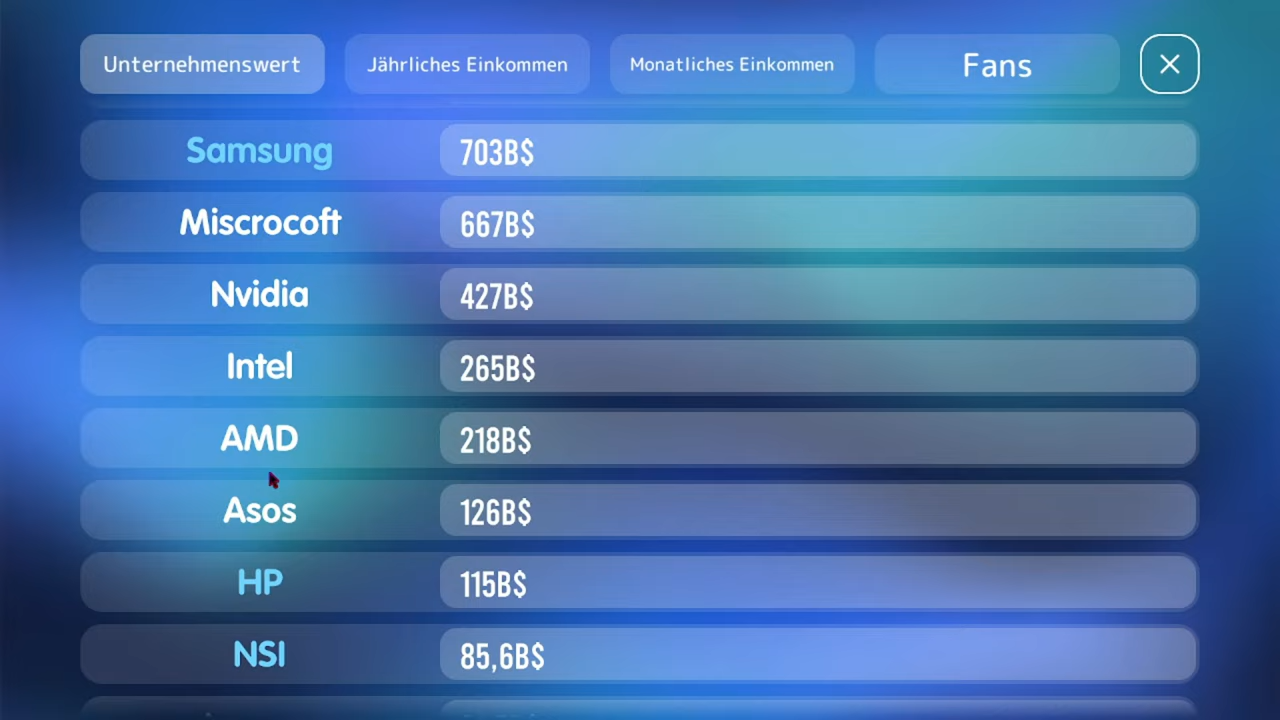 Unternehmenswert Jährliches Einkommen Monatliches Einkommen Fans
Samsung 703B$
Miscrocoft 667B$
Nvidia 427B$
Intel 265B$
AMD 218B$
Asos 126B$
HP 115B$
NSI 85,6B$